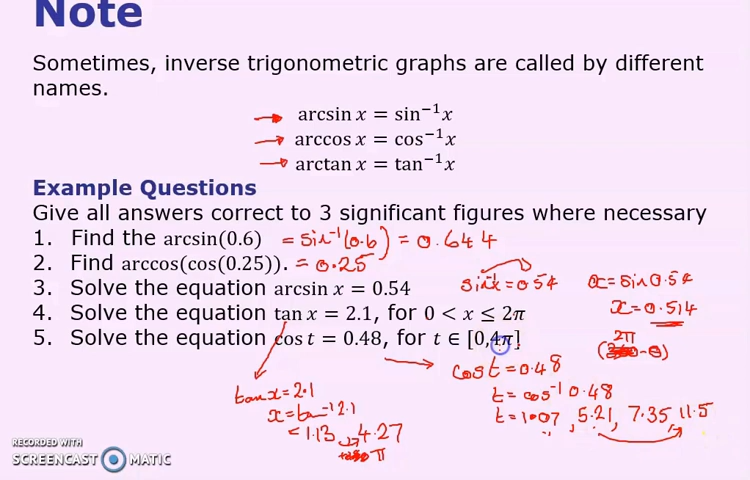 Note
Sometimes, inverse trigonometric graphs are called by different
names.
arcsin x = sin⁻¹x
arccos x = cos⁻¹x
arctan x = tan⁻¹x
Example Questions
Give all answers correct to 3 significant figures where necessary
1. Find the arcsin(0.6) = sin⁻¹(0.6) = 0.644
2. Find arccos(cos(0.25)). = 0.25
3. Solve the equation arcsin x = 0.54
sin⁻¹x = 0.54
x = sin 0.54
x = 0.514
4. Solve the equation tan x = 2.1, for 0 < x ≤ 2π
5. Solve the equation cos t = 0.48, for t ∈ [0,4π]
2π
( -θ)
tan x = 2.1
x = tan⁻¹2.1
= 1.13, 4.27
π
cos t = 0.48
t = cos⁻¹ 0.48
t = 1.07, 5.21, 7.35, 11.5
RECORDED WITH
SCREENCAST MATIC